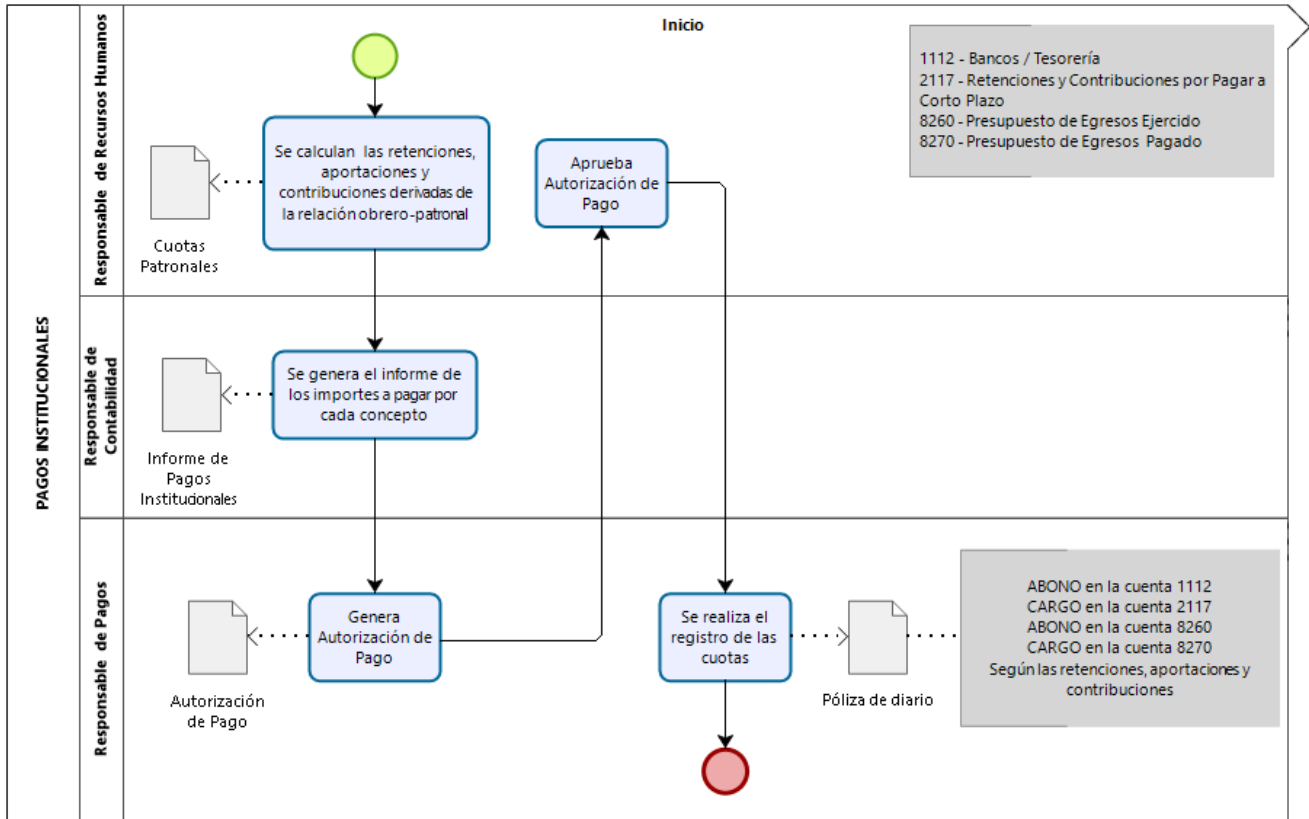 PAGOS INSTITUCIONALES
Responsable de Recursos Humanos
Inicio
1112 - Bancos / Tesorería
2117 - Retenciones y Contribuciones por Pagar a
Corto Plazo
8260 - Presupuesto de Egresos Ejercido
8270 - Presupuesto de Egresos Pagado
Se calculan las retenciones,
aportaciones y
contribuciones derivadas de
la relación obrero-patronal
Cuotas
Patronales
Aprueba
Autorización de
Pago
Responsable de
Contabilidad
Se genera el informe de
los importes a pagar por
cada concepto
Informe de
Pagos
Institucionales
Responsable de Pagos
Genera
Autorización de
Pago
Autorización
de Pago
Se realiza el
registro de las
cuotas
Póliza de diario
ABONO en la cuenta 1112
CARGO en la cuenta 2117
ABONO en la cuenta 8260
CARGO en la cuenta 8270
Según las retenciones, aportaciones y
contribuciones